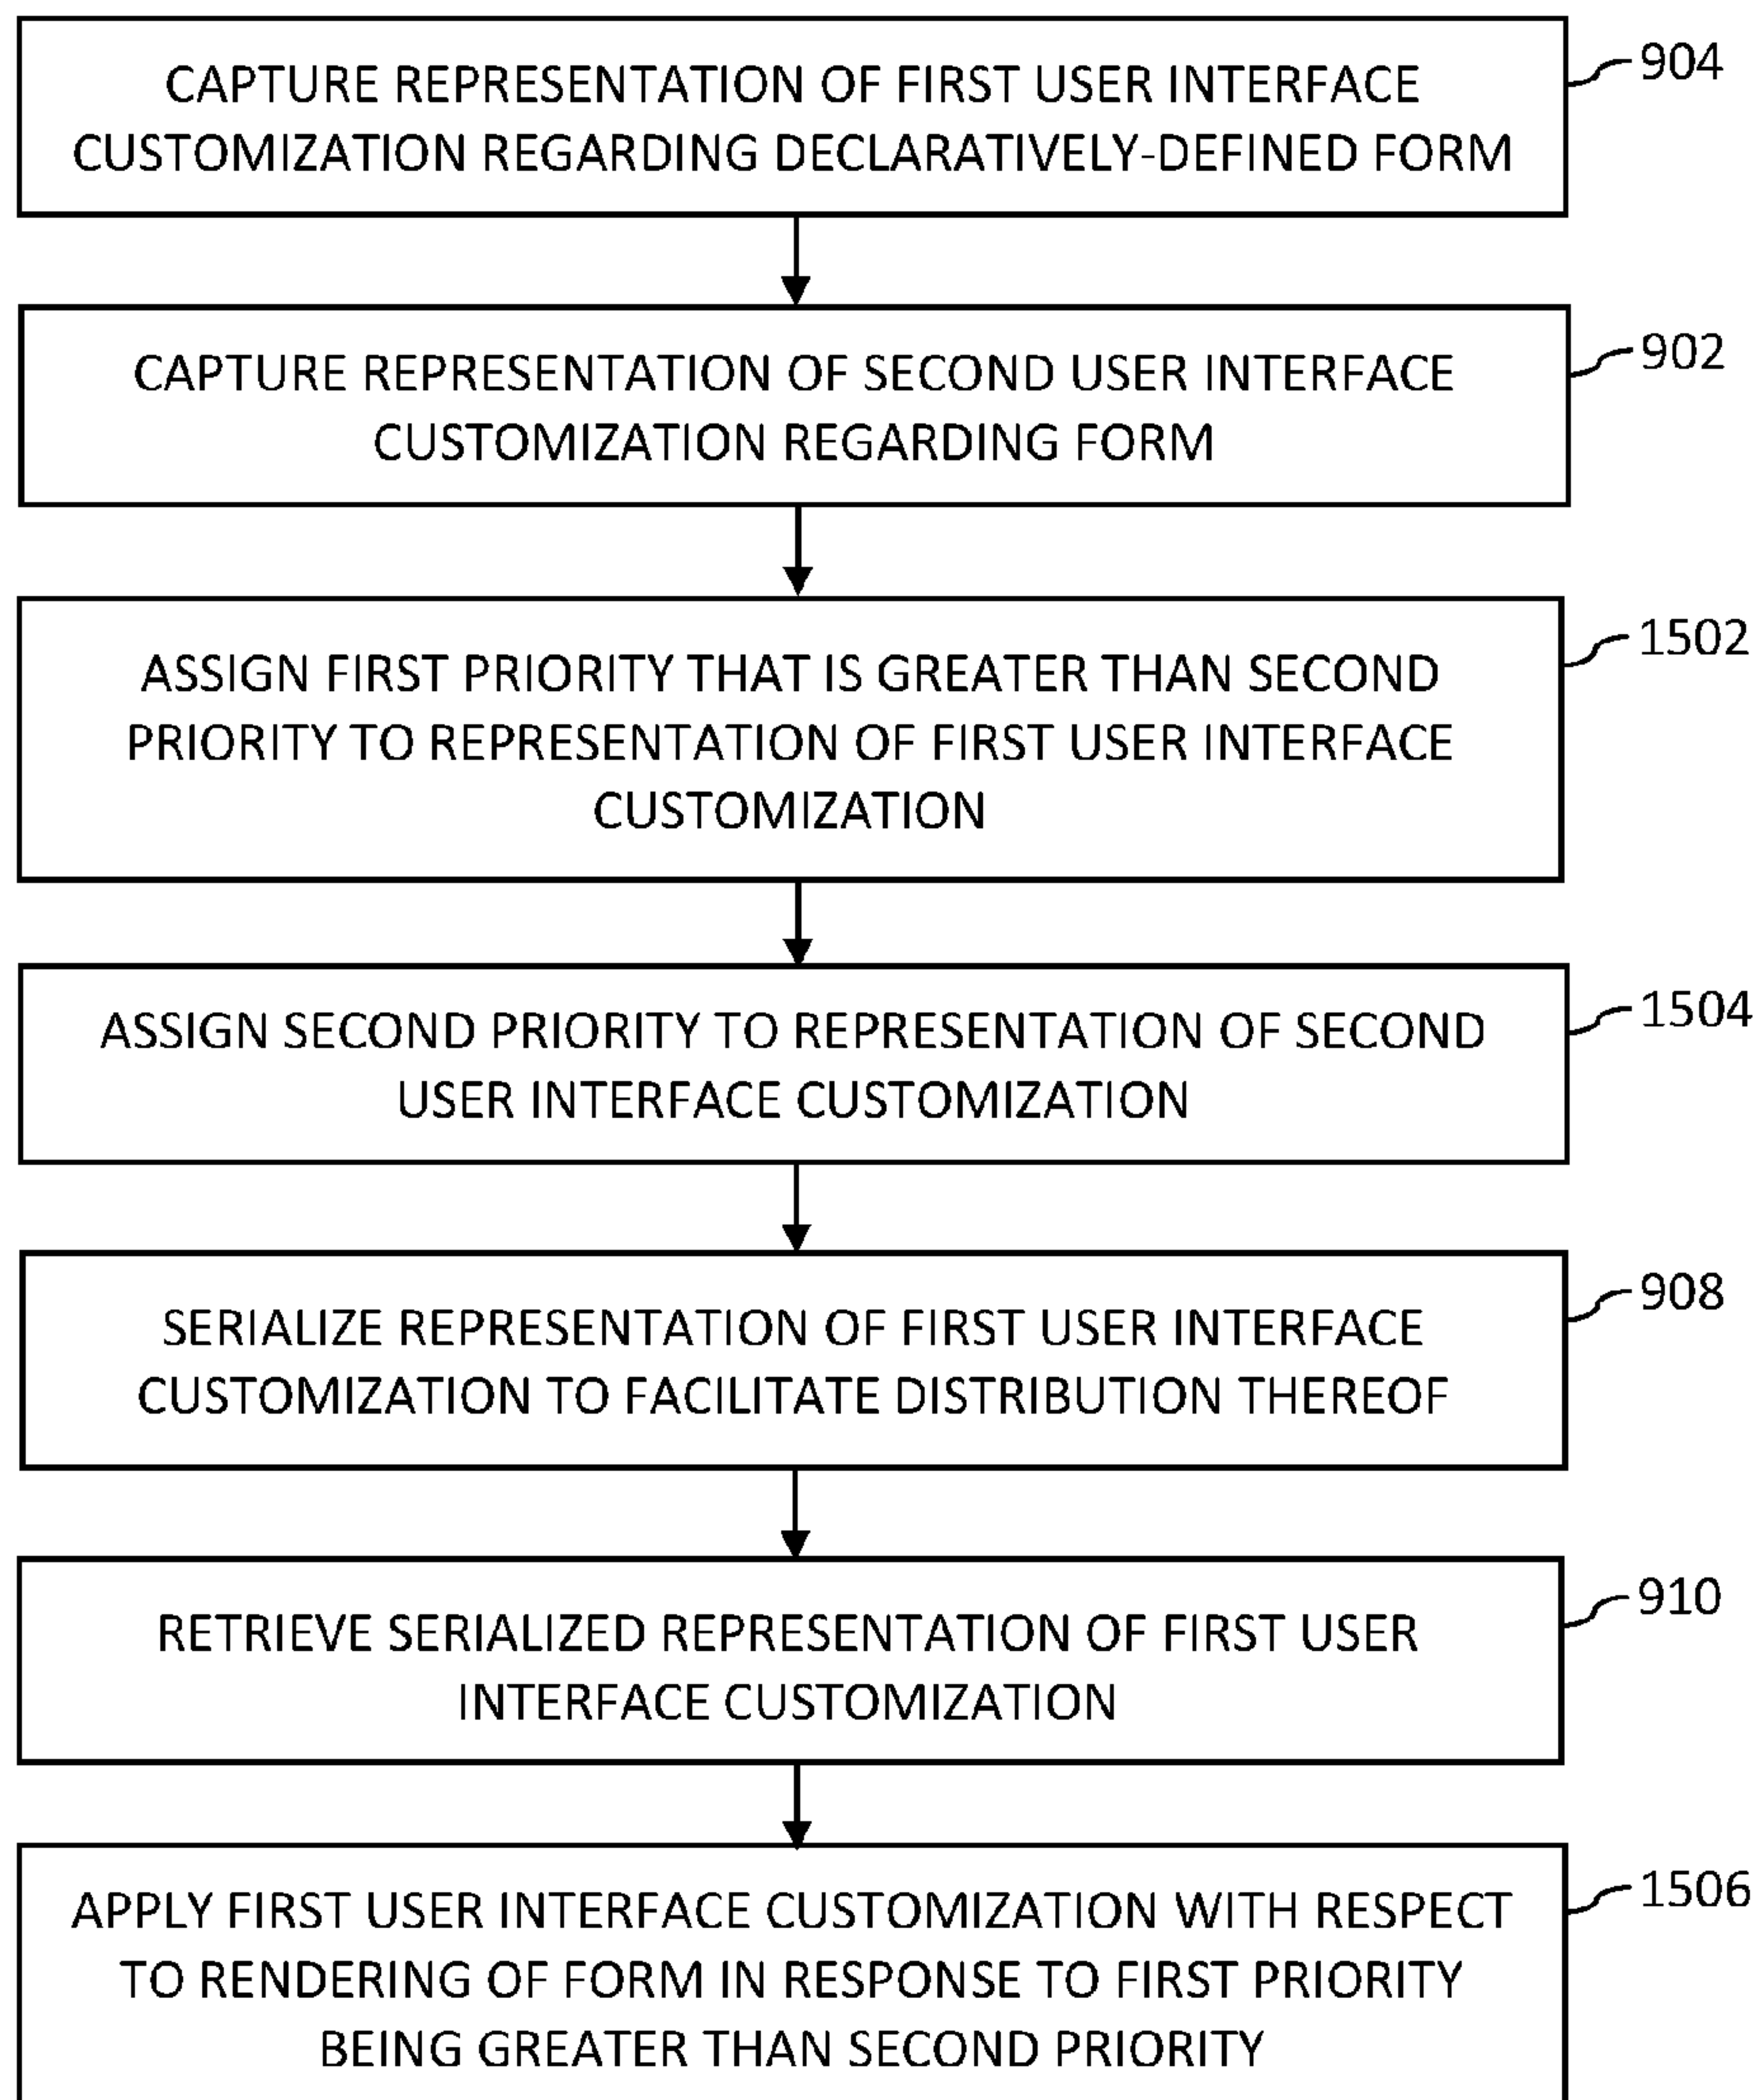 CAPTURE REPRESENTATION OF FIRST USER INTERFACE
CUSTOMIZATION REGARDING DECLARATIVELY-DEFINED FORM
904
CAPTURE REPRESENTATION OF SECOND USER INTERFACE
CUSTOMIZATION REGARDING FORM
902
ASSIGN FIRST PRIORITY THAT IS GREATER THAN SECOND
PRIORITY TO REPRESENTATION OF FIRST USER INTERFACE
CUSTOMIZATION
1502
ASSIGN SECOND PRIORITY TO REPRESENTATION OF SECOND
USER INTERFACE CUSTOMIZATION
1504
SERIALIZE REPRESENTATION OF FIRST USER INTERFACE
CUSTOMIZATION TO FACILITATE DISTRIBUTION THEREOF
908
RETRIEVE SERIALIZED REPRESENTATION OF FIRST USER
INTERFACE CUSTOMIZATION
910
APPLY FIRST USER INTERFACE CUSTOMIZATION WITH RESPECT
TO RENDERING OF FORM IN RESPONSE TO FIRST PRIORITY
BEING GREATER THAN SECOND PRIORITY
1506